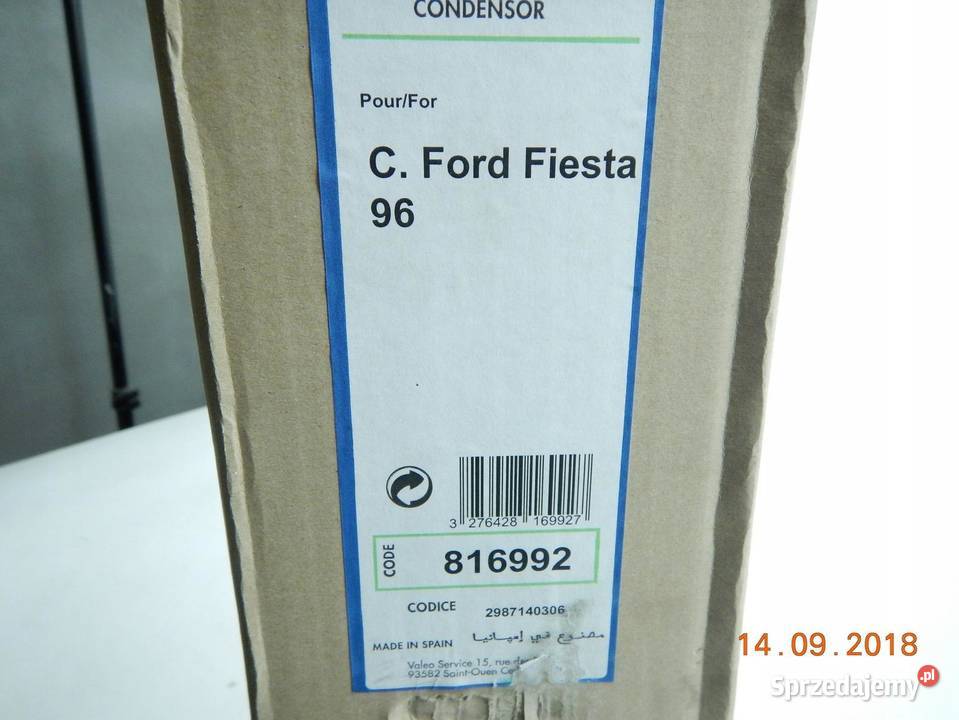 CONDENSOR
Pour/For
C. Ford Fiesta
96
3 276428 169927
CODE 816992
CODICE 2987140306
MADE IN SPAIN مصنوع في إسبانيا
Valeo Service 15, rue
93582 Saint-Ouen
14.09.2018
Sprzedajemy.pl